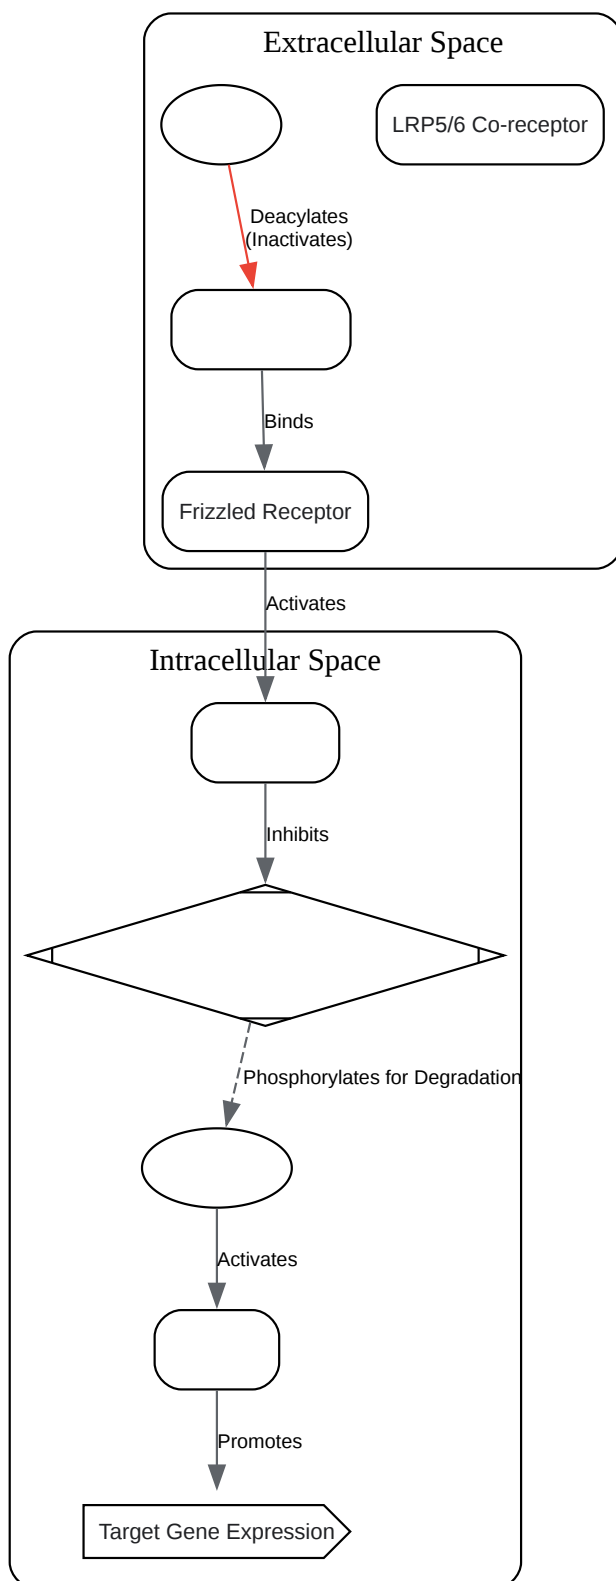 Extracellular Space
LRP5/6 Co-receptor
Deacylates
(Inactivates)
Binds
Frizzled Receptor
Activates
Intracellular Space
Inhibits
Phosphorylates for Degradation
Activates
Promotes
Target Gene Expression